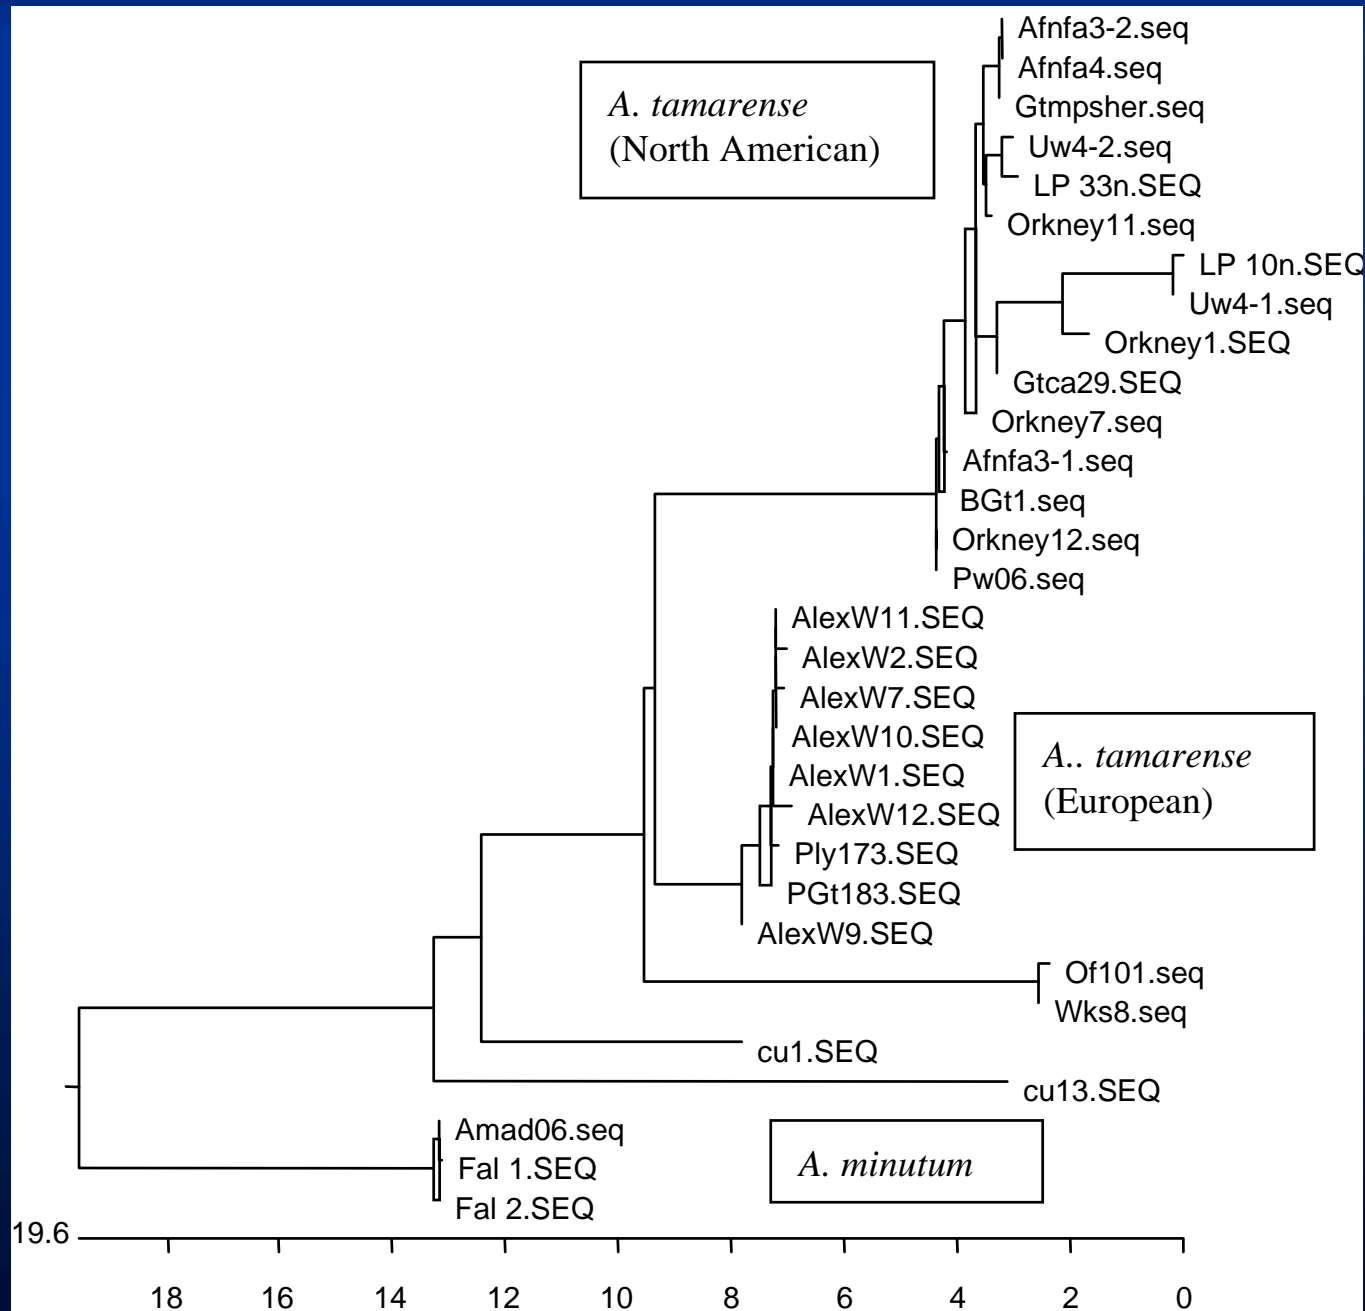 Afnfa3-2.seq
Afnfa4.seq
Gtmpsher.seq
Uw4-2.seq
LP 33n.SEQ
Orkney11.seq
LP 10n.SEQ
Uw4-1.seq
Orkney1.SEQ
Gtca29.SEQ
Orkney7.seq
Afnfa3-1.seq
BGt1.seq
Orkney12.seq
Pw06.seq
A. tamarense
(North American)
AlexW11.SEQ
AlexW2.SEQ
AlexW7.SEQ
AlexW10.SEQ
AlexW1.SEQ
AlexW12.SEQ
Ply173.SEQ
PGt183.SEQ
AlexW9.SEQ
A.. tamarense
(European)
Of101.seq
Wks8.seq
cu1.SEQ
cu13.SEQ
Amad06.seq
Fal 1.SEQ
Fal 2.SEQ
A. minutum
19.6
18 16 14 12 10 8 6 4 2 0